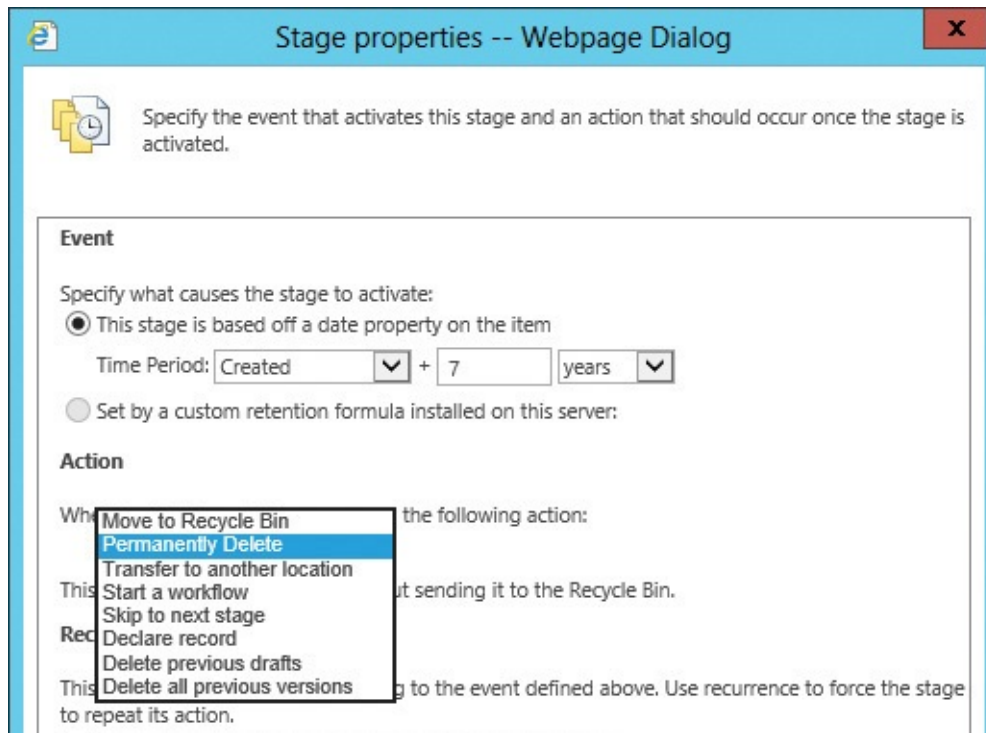 Stage properties -- Webpage Dialog
x
Specify the event that activates this stage and an action that should occur once the stage is
activated.
Event
Specify what causes the stage to activate:
This stage is based off a date property on the item
Time Period: Created + 7 years
Set by a custom retention formula installed on this server:
Action
the following action:
Move to Recycle Bin
Permanently Delete
Transfer to another location
This
Start a workflow
sending it to the Recycle Bin.
Skip to next stage
Declare record
Delete previous drafts
This
Delete all previous versions
to the event defined above. Use recurrence to force the stage
to repeat its action.